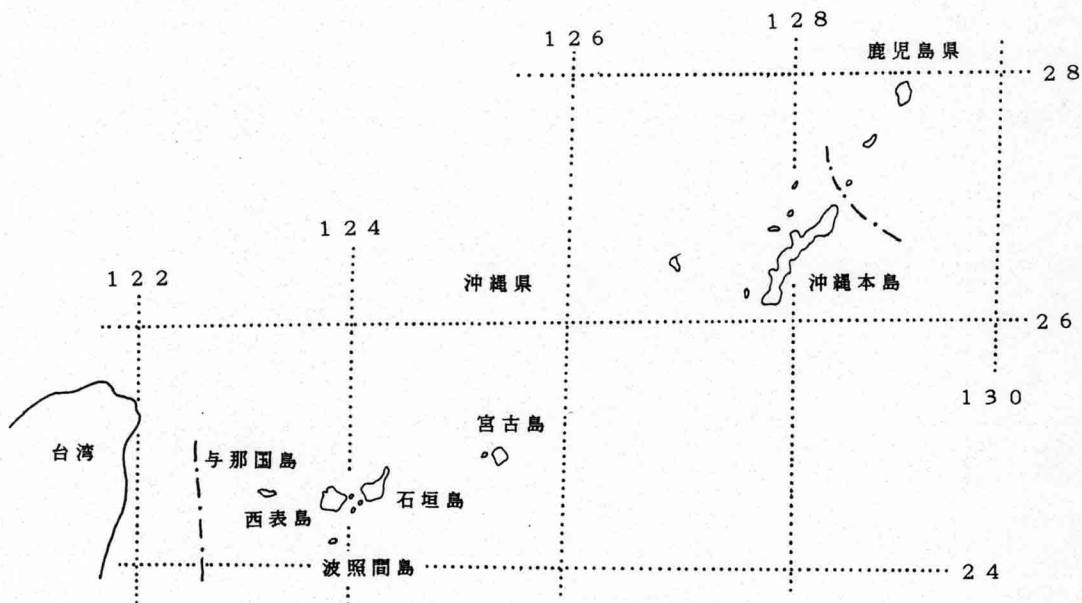 128
126
鹿児島県
28
124
122
沖縄県
沖縄本島
26
130
宮古島
台湾
与那国島
石垣島
西表島
波照間島
24